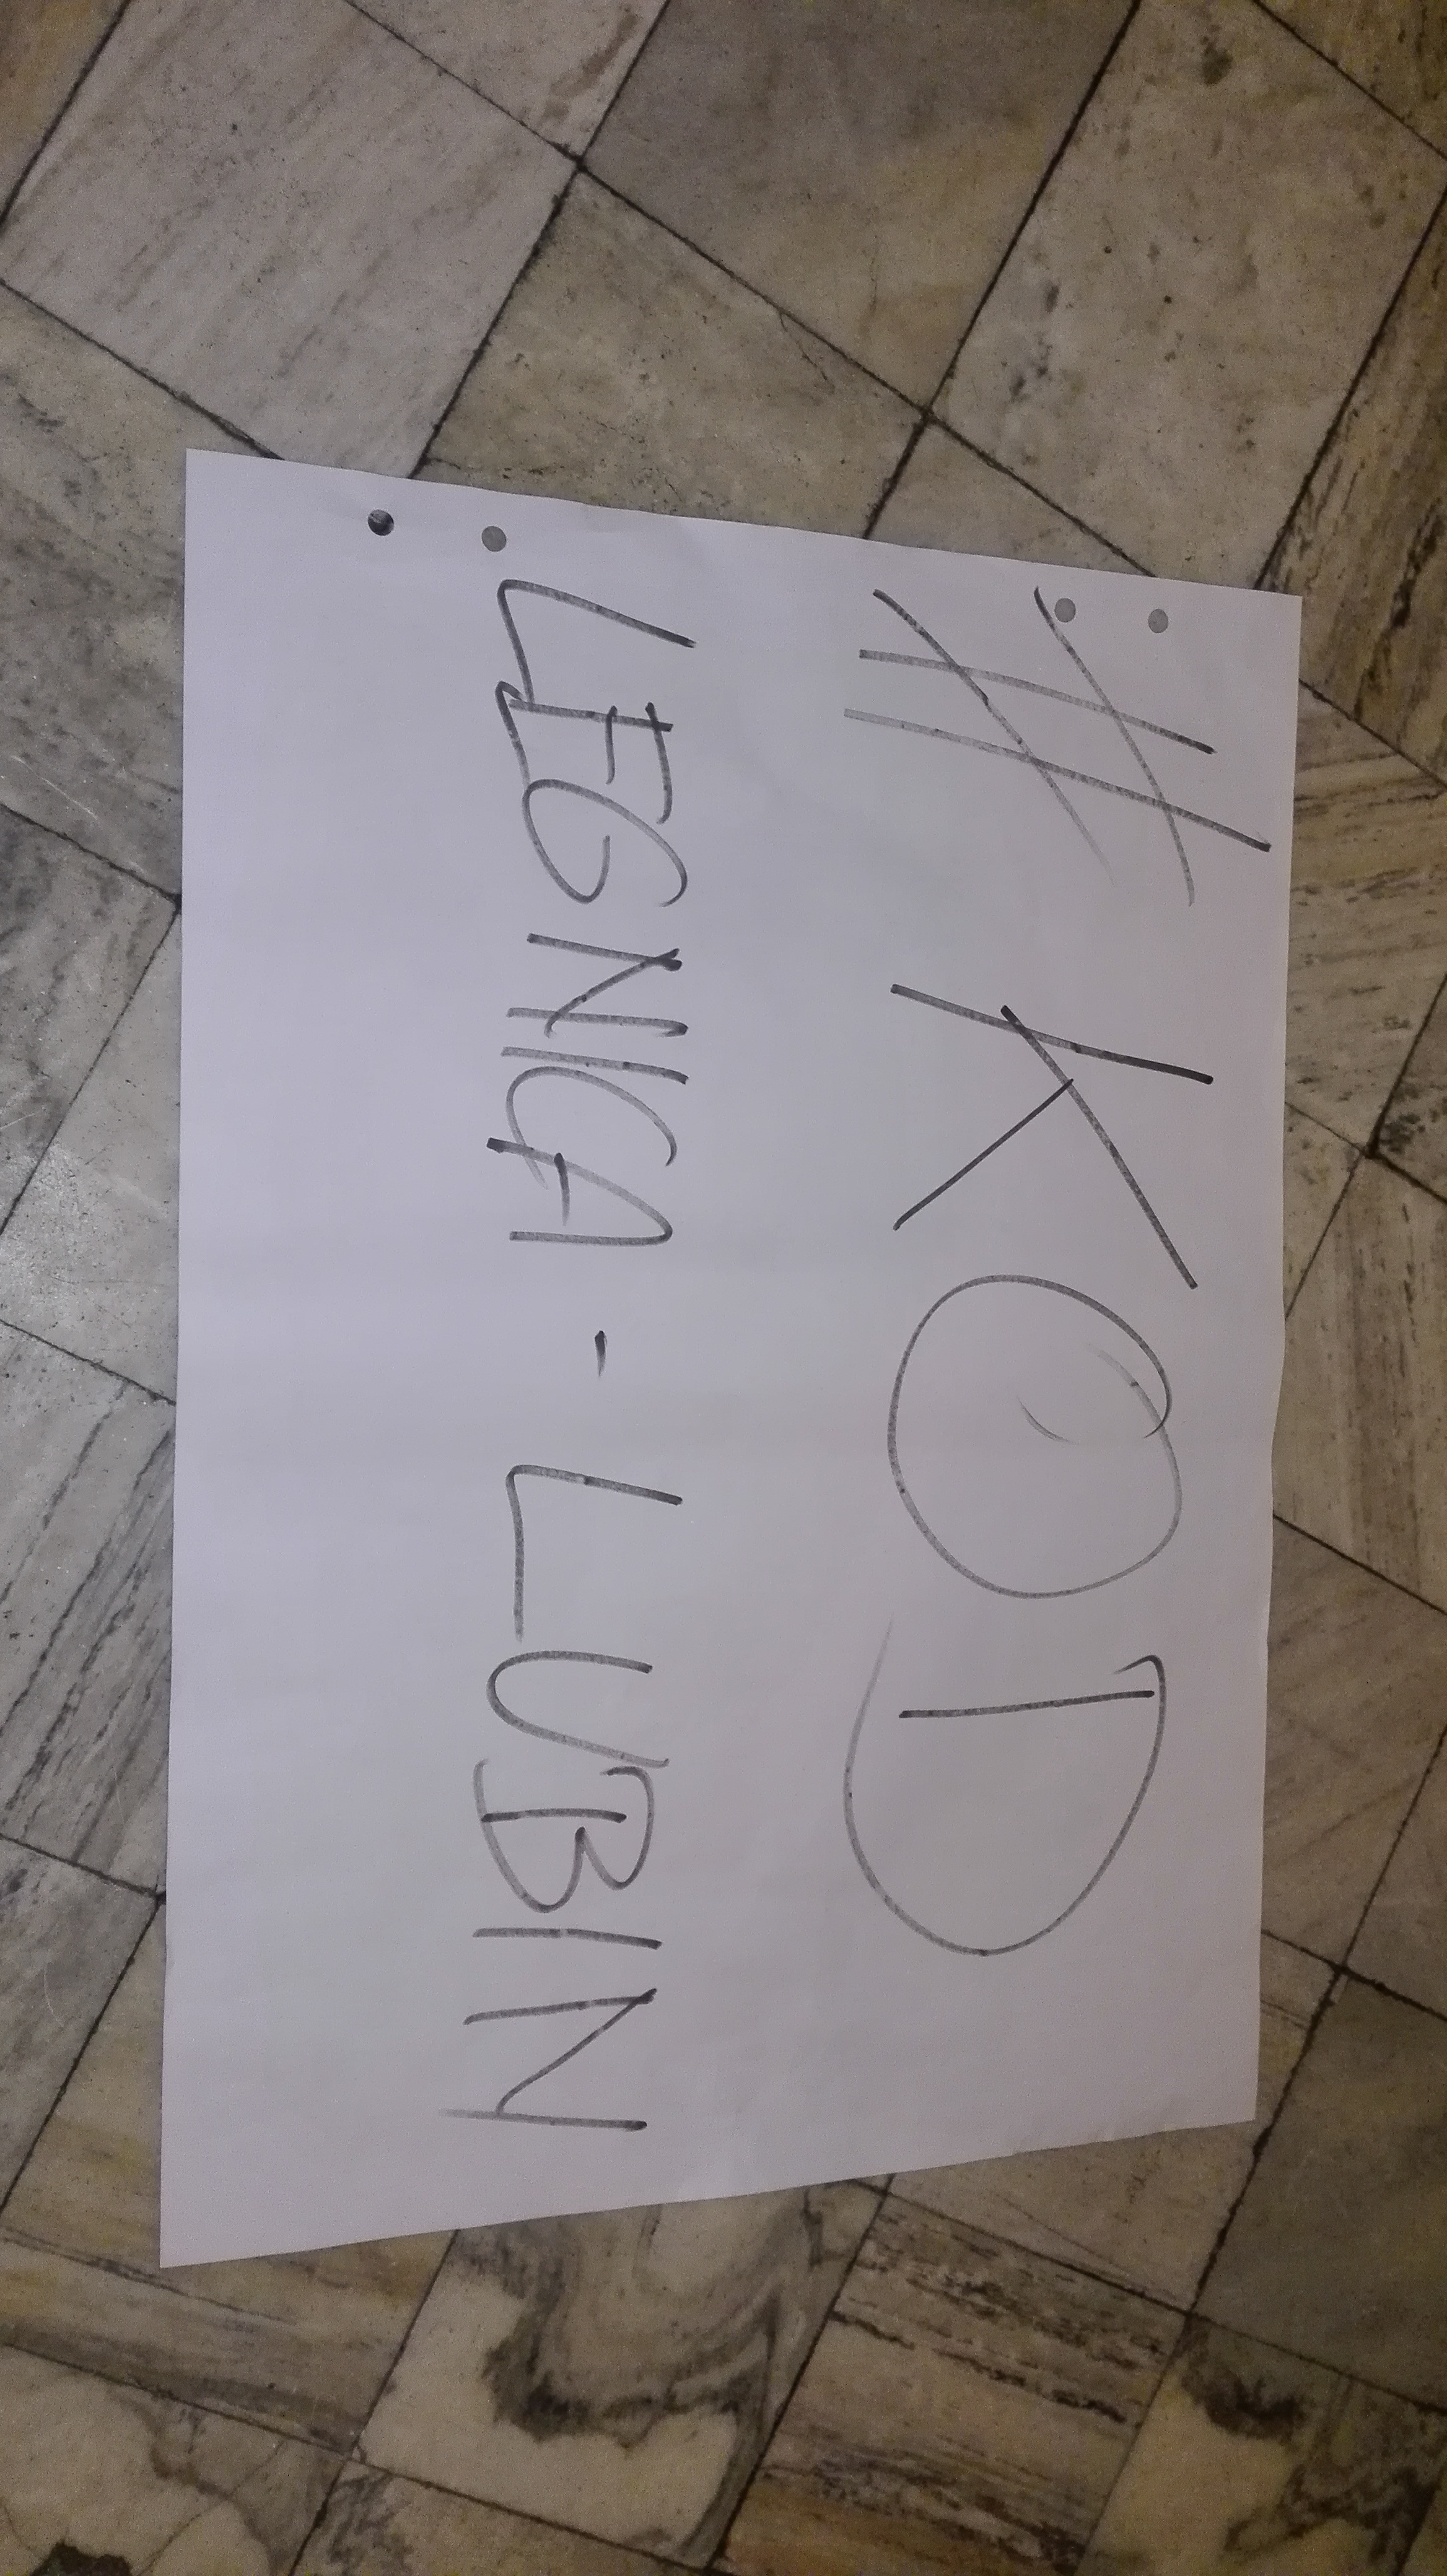 # KOD
LEGNICA - LUBIN